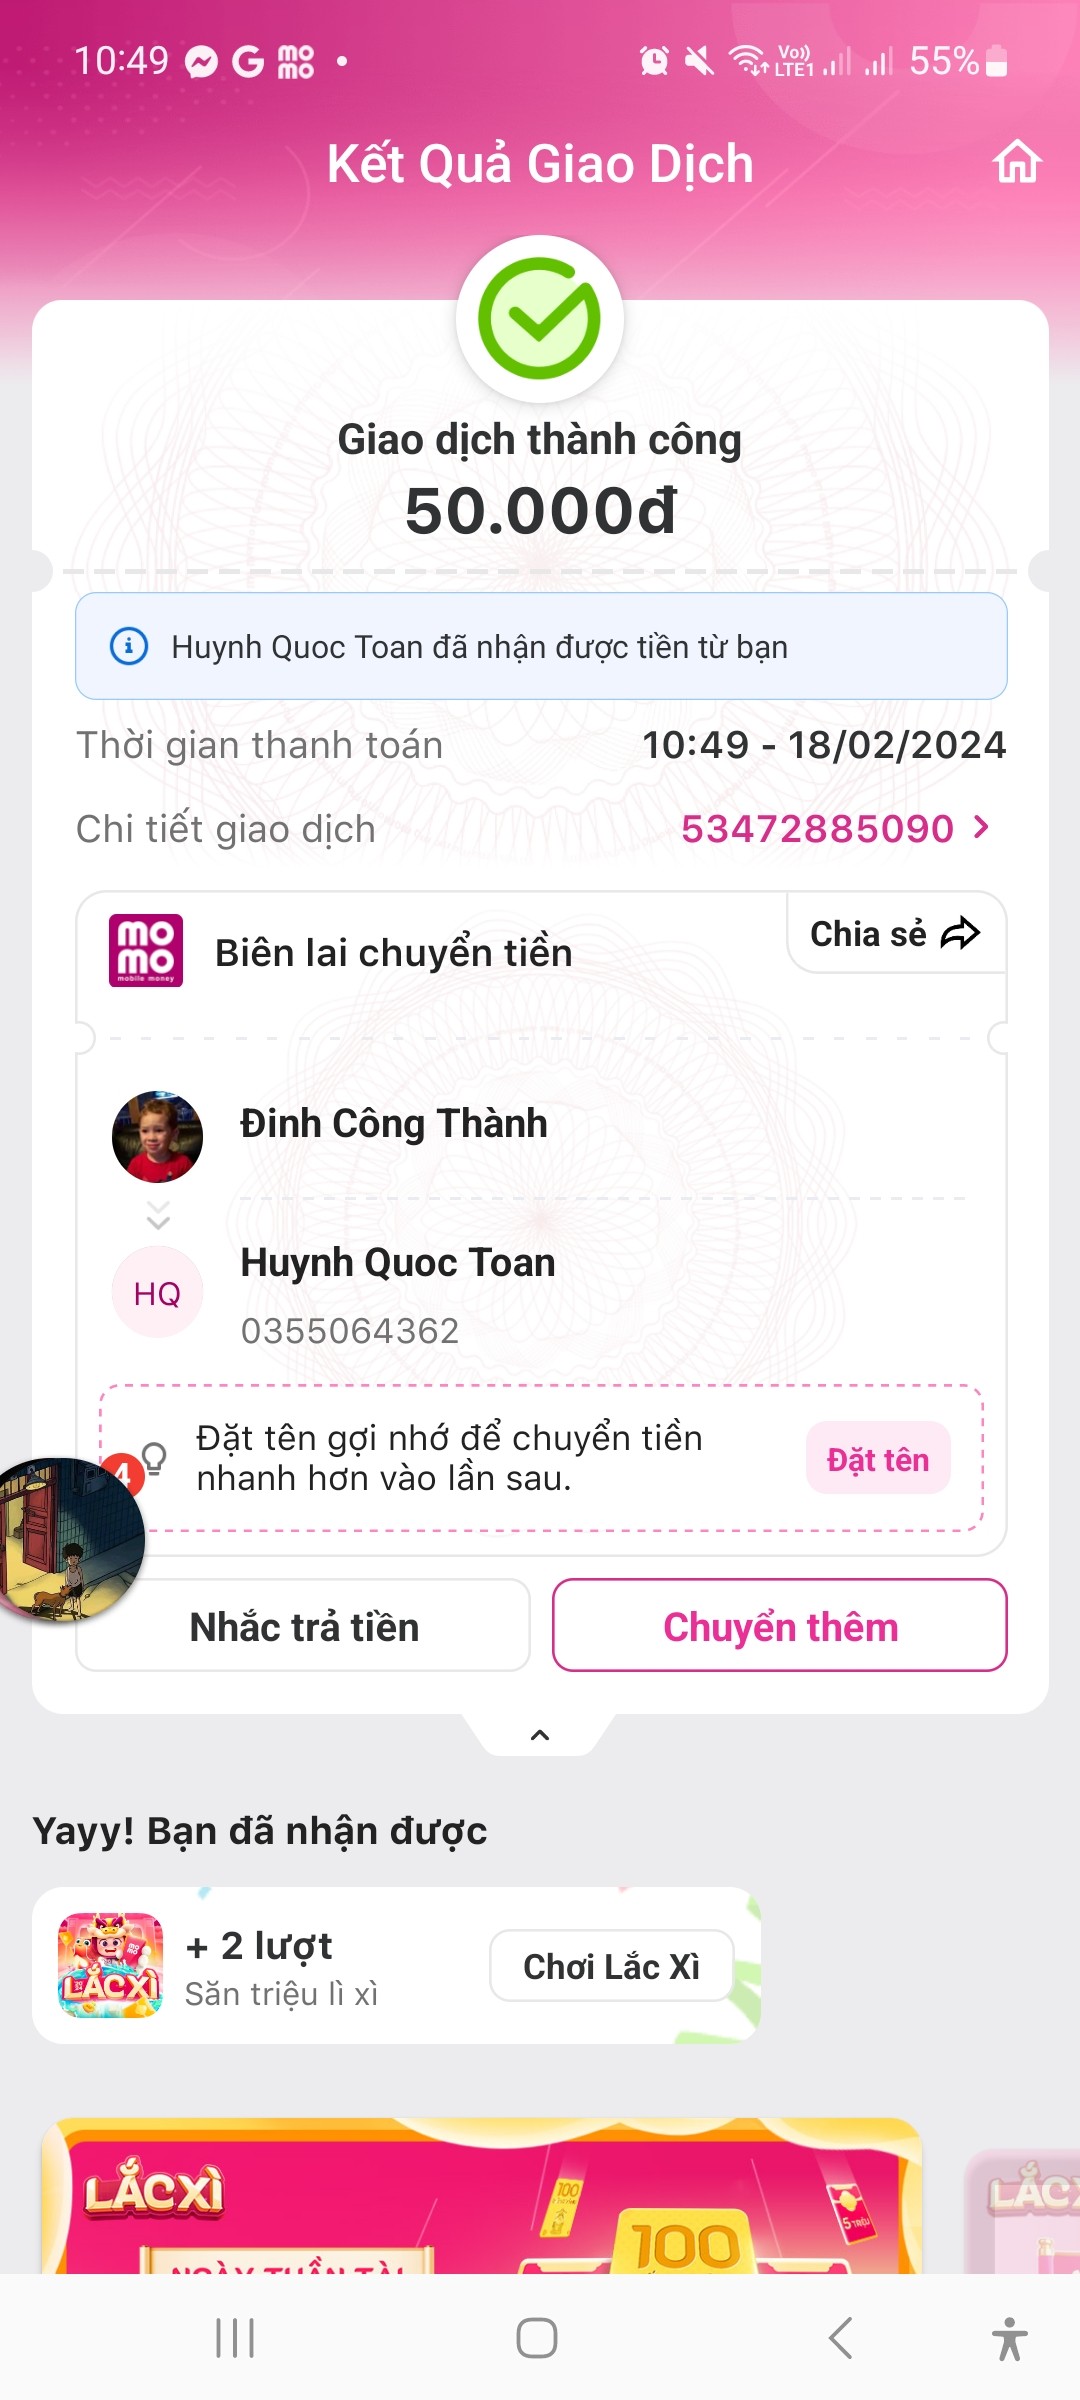 10:49
Vo))
LTE1
55%
Kết Quả Giao Dịch
Giao dịch thành công
50.000đ
Huynh Quoc Toan đã nhận được tiền từ bạn
Thời gian thanh toán 10:49 - 18/02/2024
Chi tiết giao dịch 53472885090
mo
mo
mobile money
Biên lai chuyển tiền
Chia sẻ
Đinh Công Thành
HQ
Huynh Quoc Toan
0355064362
Đặt tên gợi nhớ để chuyển tiền
nhanh hơn vào lần sau.
Đặt tên
4
Nhắc trả tiền
Chuyển thêm
Yayy! Bạn đã nhận được
LẮC XÌ
+ 2 lượt
Săn triệu lì xì
Chơi Lắc Xì
LẮC XÌ
100
5 TRIỆU
100
NGÀY THẦN TÀI